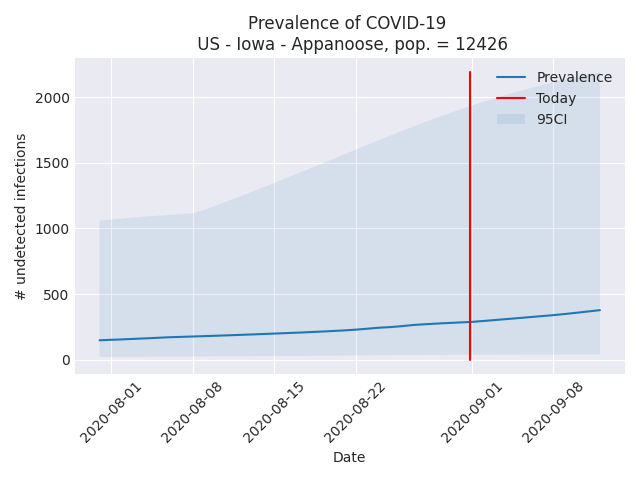 Prevalence of COVID-19
US - Iowa - Appanoose, pop. = 12426
Prevalence
Today
95CI
# undetected infections
2000
1500
1000
500
0
2020-08-01
2020-08-08
2020-08-15
2020-08-22
2020-09-01
2020-09-08
Date